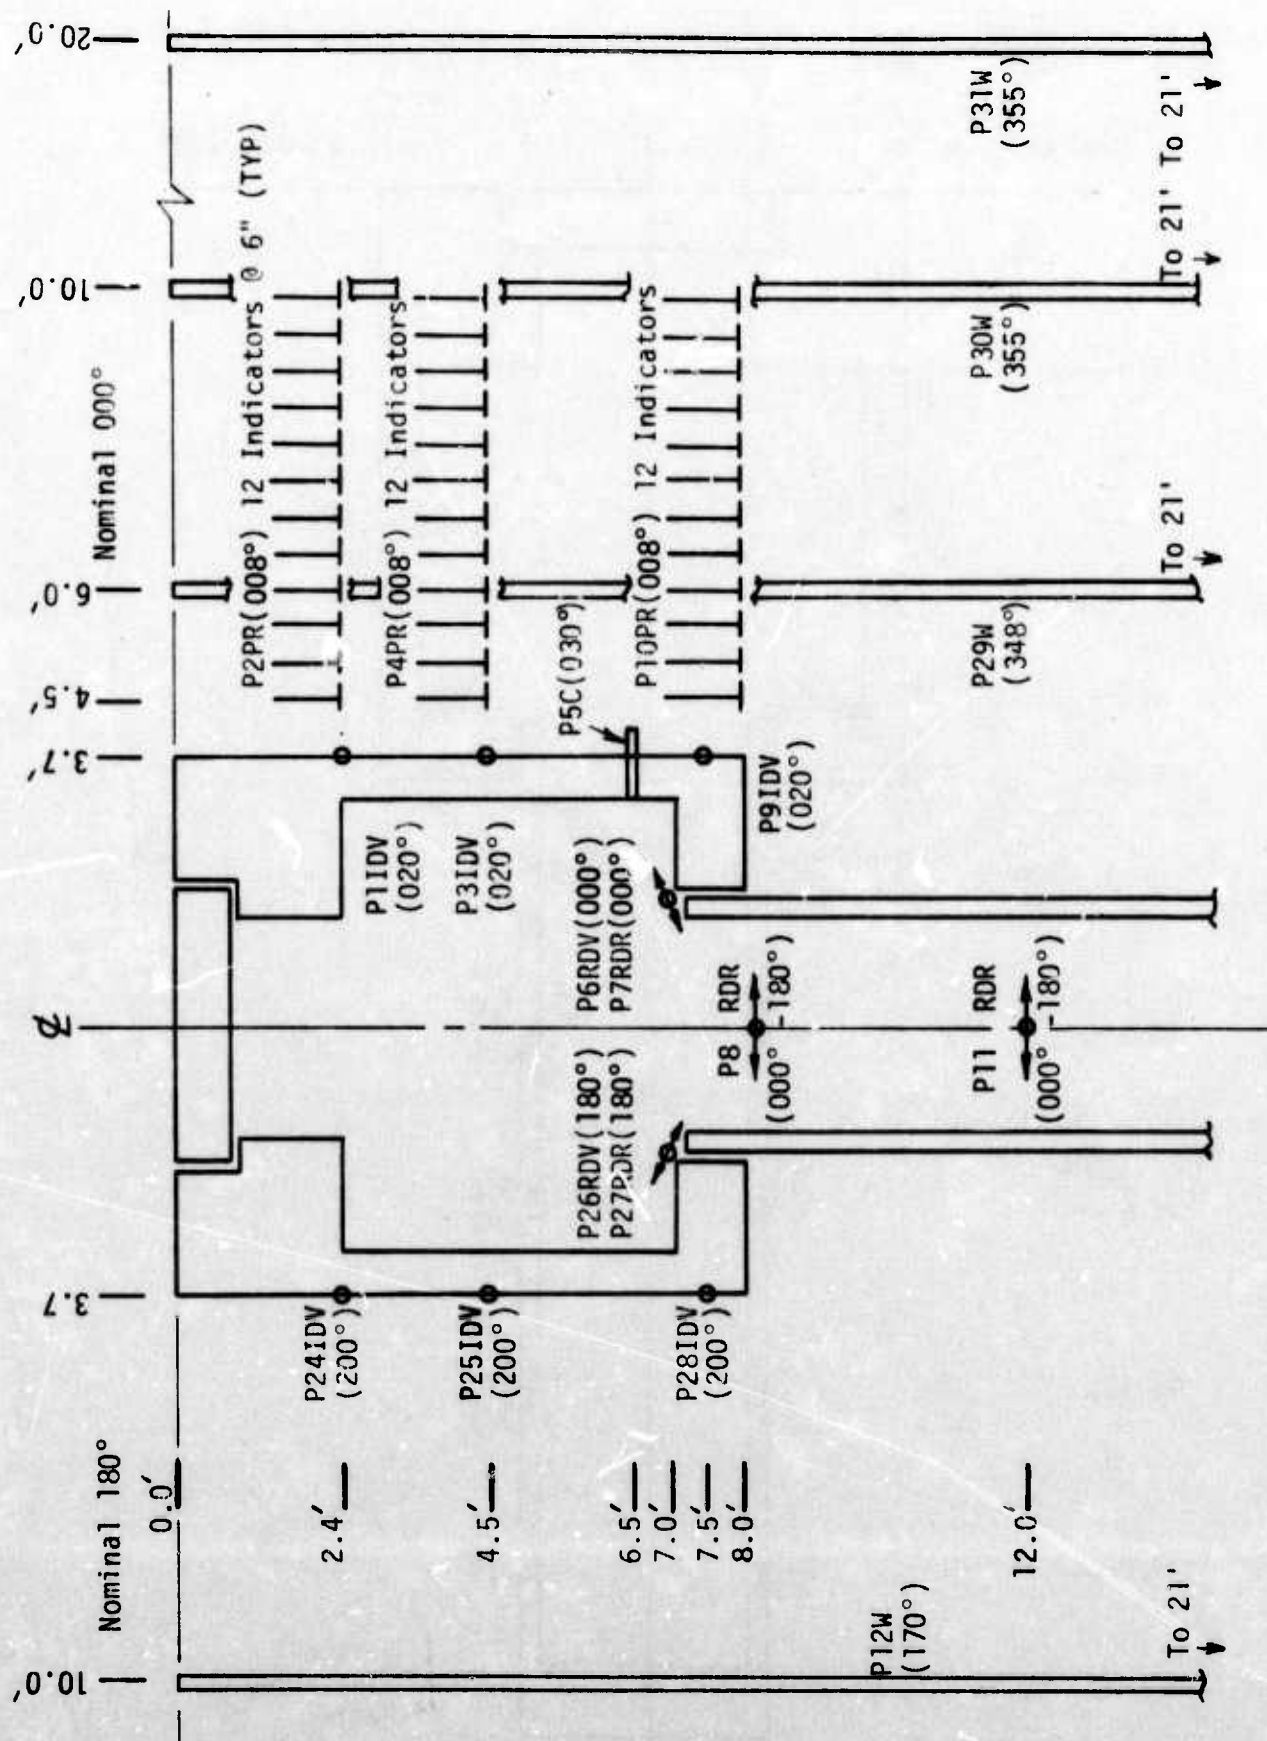 20.0'
10.0'
Nominal 000°
6.0'
4.5'
3.7'
3.7
Nominal 180°
10.0'
P2PR(008°) 12 Indicators @ 6" (TYP)
P4PR(008°) 12 Indicators
P10PR(008°) 12 Indicators
P5C(030°)
P1IDV
(020°)
P3IDV
(020°)
P9IDV
(020°)
P6RDV(000°)
P7RDR(000°)
P26RDV(180°)
P27RDR(180°)
P8 RDR
(000° -180°)
P11 RDR
(000° -180°)
P24IDV
(200°)
P25IDV
(200°)
P28IDV
(200°)
0.0'
2.4'
4.5'
6.5'
7.0'
7.5'
8.0'
12.0'
P12W
(170°)
To 21'
P29W
(348°)
To 21'
P30W
(355°)
To 21'
P31W
(355°)
To 21'